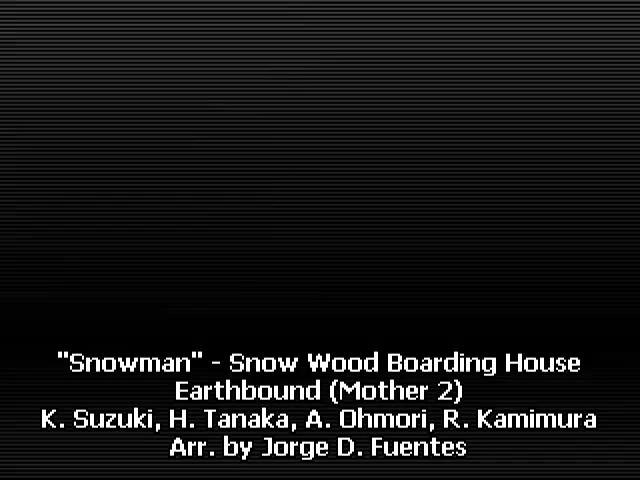 "Snowman" - Snow Wood Boarding House
Earthbound (Mother 2)
K. Suzuki, H. Tanaka, A. Ohmori, R. Kamimura
Arr. by Jorge D. Fuentes